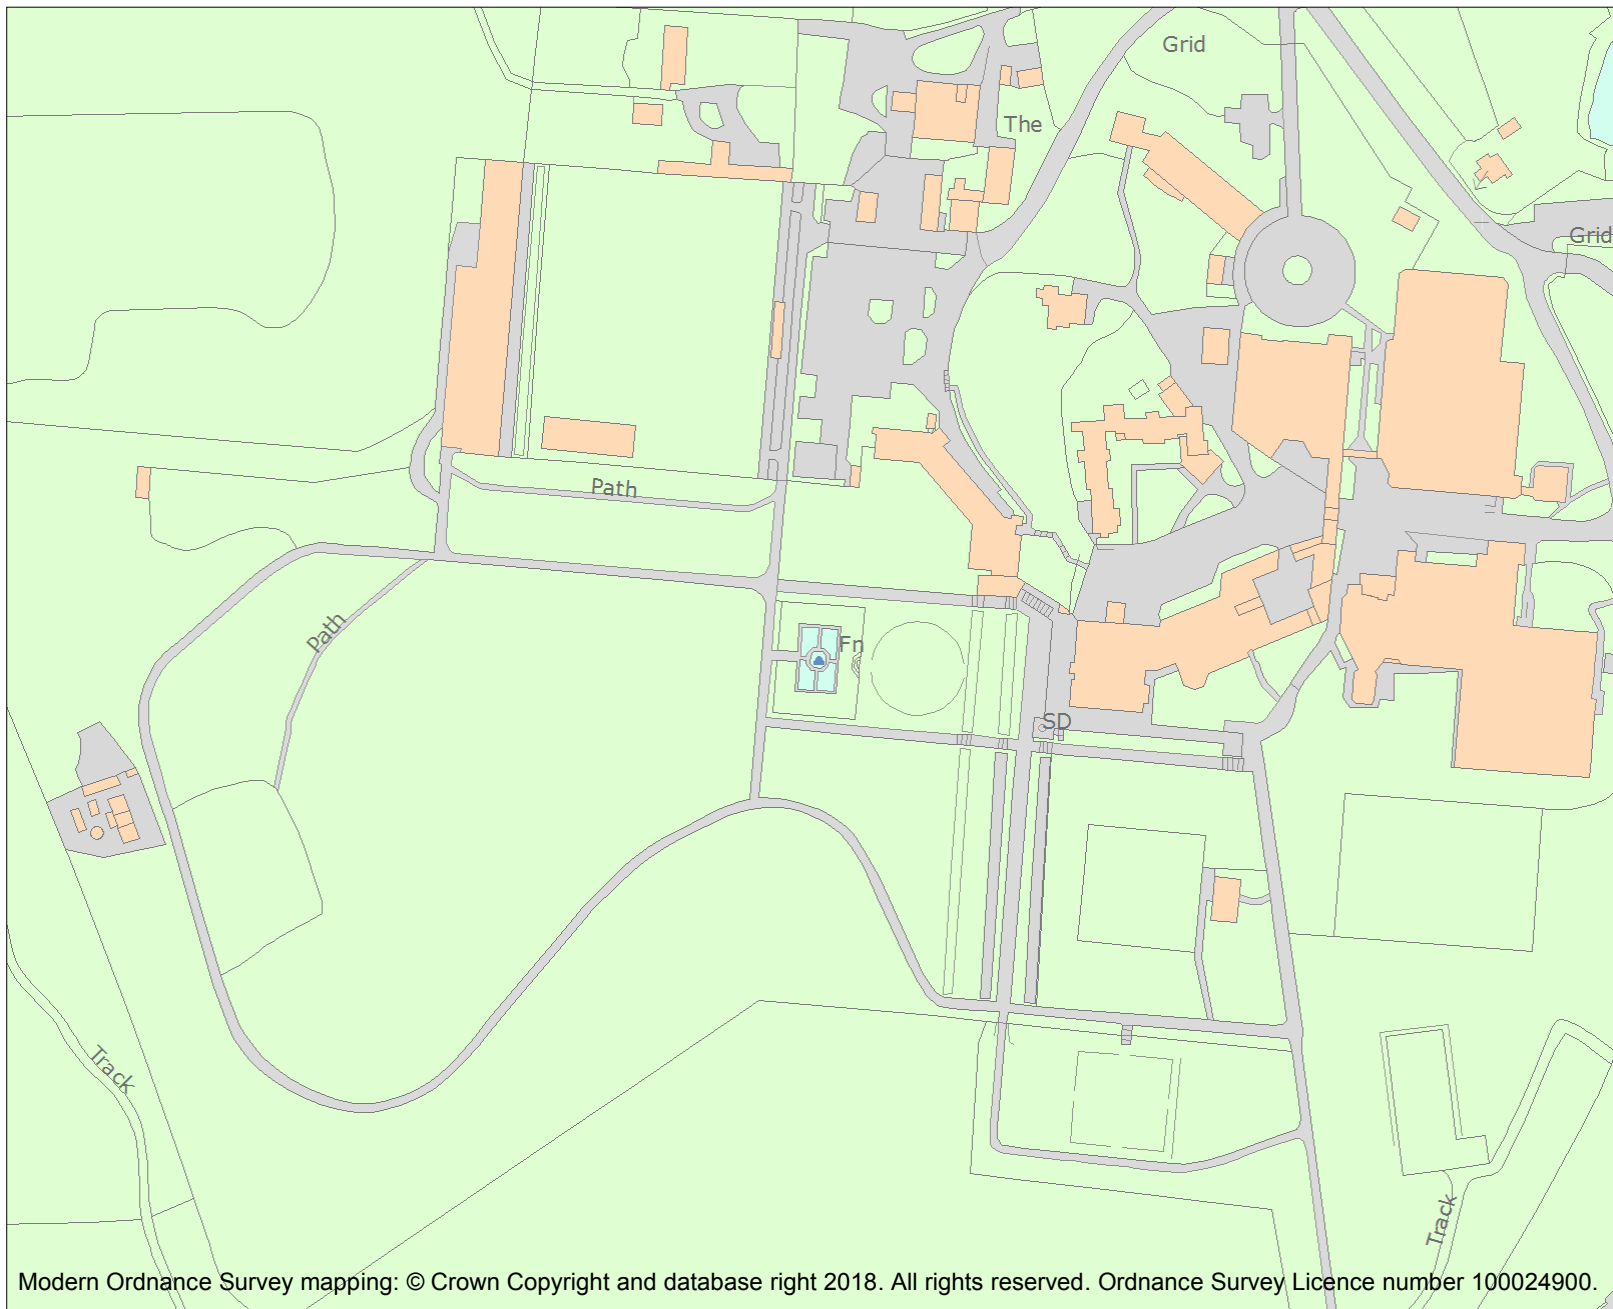 Grid
The
Grid
Path
Path
Fn
SD
Track
Track
Modern Ordnance Survey mapping: © Crown Copyright and database right 2018. All rights reserved. Ordnance Survey Licence number 100024900.